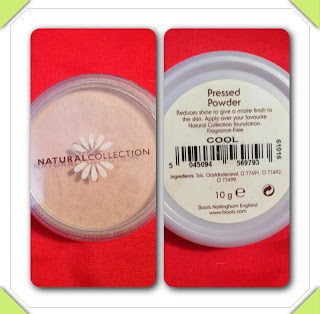 NATURALCOLLECTION
Pressed
Powder
Reduces shine to give a matte finish to
the skin. Apply over your favourite
Natural Collection foundation.
Fragrance-Free
COOL
5 045094 569793
61016
Ingredients: Talc, Octyldodecanol, CI 77491, CI 77492,
CI 77499.
10 g e
Boots Nottingham England
www.boots.com